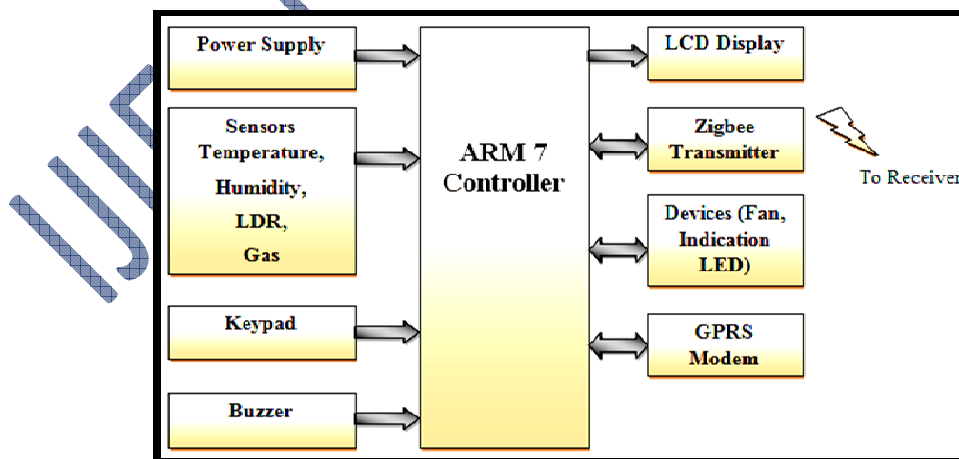 Power Supply
Sensors
Temperature,
Humidity,
LDR,
Gas
Keypad
Buzzer
ARM 7
Controller
LCD Display
Zigbee
Transmitter
To Receiver
Devices (Fan,
Indication
LED)
GPRS
Modem